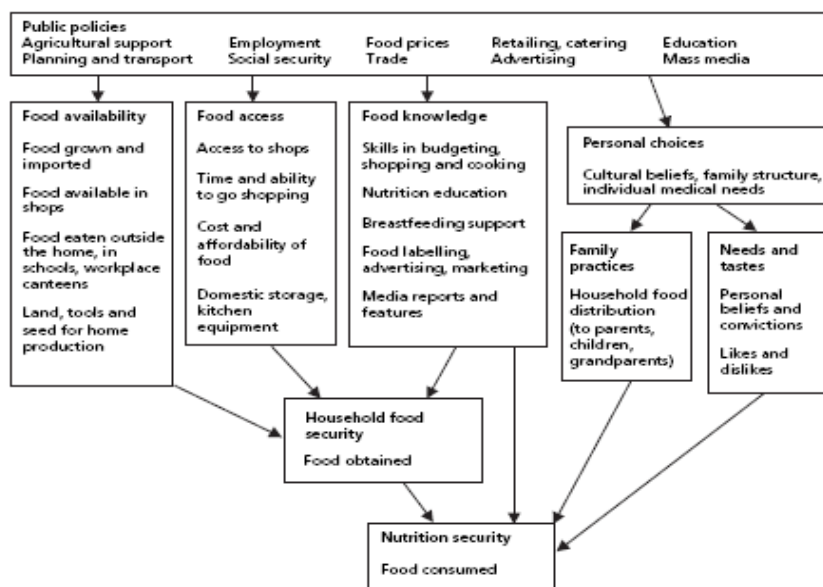 Public policies
Agricultural support Employment Food prices Retailing, catering Education
Planning and transport Social security Trade Advertising Mass media
Food availability
Food grown and
imported
Food available in
shops
Food eaten outside
the home, in
schools, workplace
canteens
Land, tools and
seed for home
production
Food access
Access to shops
Time and ability
to go shopping
Cost and
affordability of
food
Domestic storage,
kitchen
equipment
Food knowledge
Skills in budgeting,
shopping and cooking
Nutrition education
Breastfeeding support
Food labelling,
advertising, marketing
Media reports and
features
Personal choices
Cultural beliefs, family structure,
individual medical needs
Family
practices
Household food
distribution
(to parents,
children,
grandparents)
Needs and
tastes
Personal
beliefs and
convictions
Likes and
dislikes
Household food
security
Food obtained
Nutrition security
Food consumed